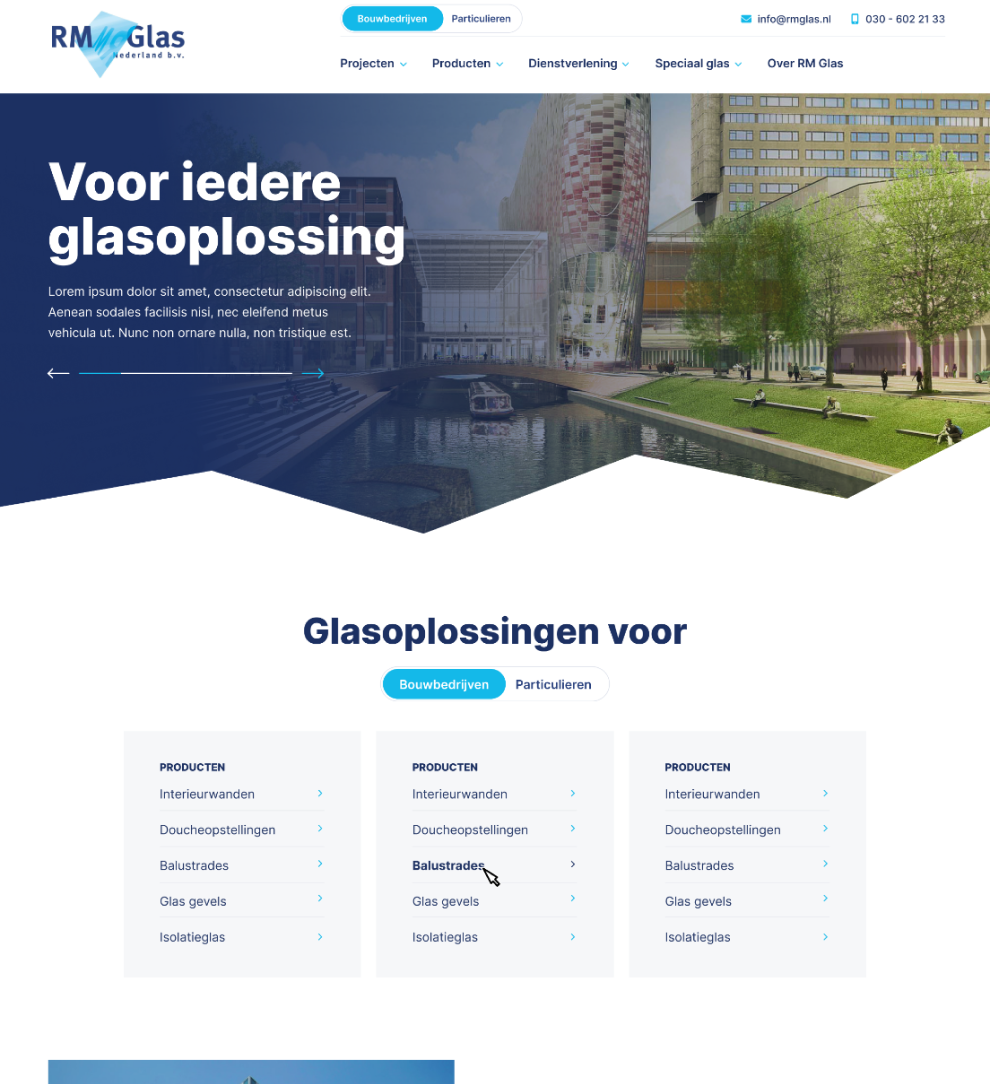 RM Glas
Nederland b.v.
Bouwbedrijven Particulieren
info@rmglas.nl 030 - 602 21 33
Projecten Producten Dienstverlening Speciaal glas Over RM Glas
Voor iedere
glasoplossing
Lorem ipsum dolor sit amet, consectetur adipiscing elit.
Aenean sodales facilisis nisi, nec eleifend metus
vehicula ut. Nunc non ornare nulla, non tristique est.
Glasoplossingen voor
Bouwbedrijven Particulieren
PRODUCTEN
Interieurwanden
Doucheopstellingen
Balustrades
Glas gevels
Isolatieglas
PRODUCTEN
Interieurwanden
Doucheopstellingen
Balustrades
Glas gevels
Isolatieglas
PRODUCTEN
Interieurwanden
Doucheopstellingen
Balustrades
Glas gevels
Isolatieglas